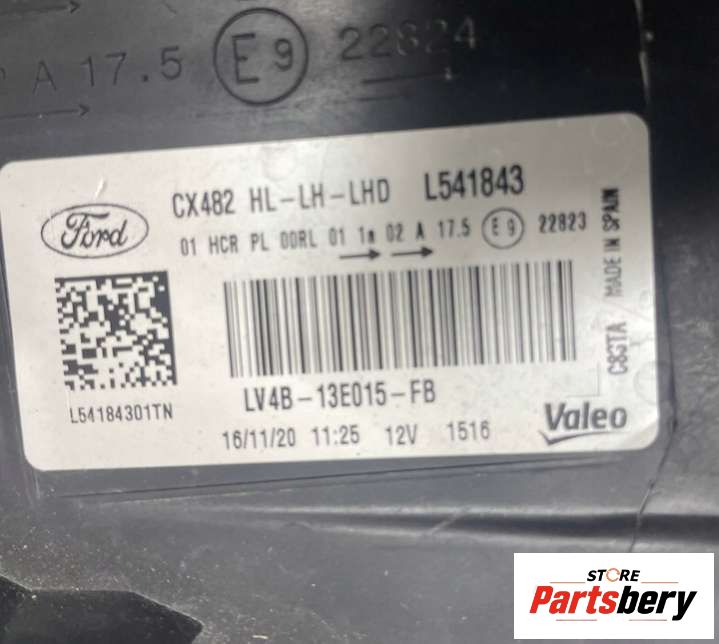 A 17.5 E9 22824
Ford
CX482 HL-LH-LHD L541843
01 HCR PL 00RL 01 1a 02 A 17.5 E9 22823
LV4B-13E015-FB
L54184301TN
16/11/20 11:25 12V 1516
Valeo
C83TA MADE IN SPAIN
STORE
Partsbery